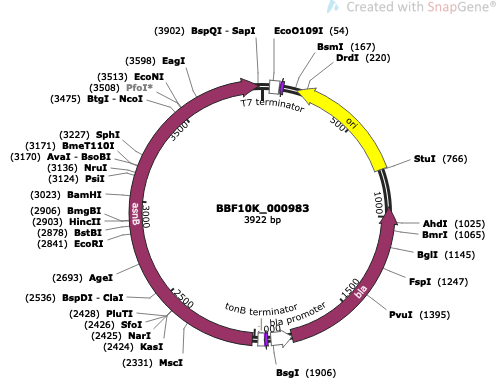 Created with SnapGene®
(3902) BspQI - SapI
EcoO109I (54)
BsmI (167)
DrdI (220)
(3598) EagI
(3513) EcoNI
(3508) PfoI*
(3475) BtgI - NcoI
T7 terminator
ori
500
3500
StuI (766)
(3227) SphI
(3171) BmeT110I
(3170) AvaI - BsoBI
(3136) NruI
(3124) PsiI
(3023) BamHI
(2906) BmgBI
(2903) HincII
(2878) BstBI
(2841) EcoRI
asnB
3000
BBF10K_000983
3922 bp
1000
AhdI (1025)
BmrI (1065)
BglI (1145)
FspI (1247)
PvuI (1395)
bla
1500
(2693) AgeI
(2536) BspDI - ClaI
2500
(2428) PluTI
(2426) SfoI
(2425) NarI
(2424) KasI
(2331) MscI
tonB terminator
bla promoter
BsgI (1906)